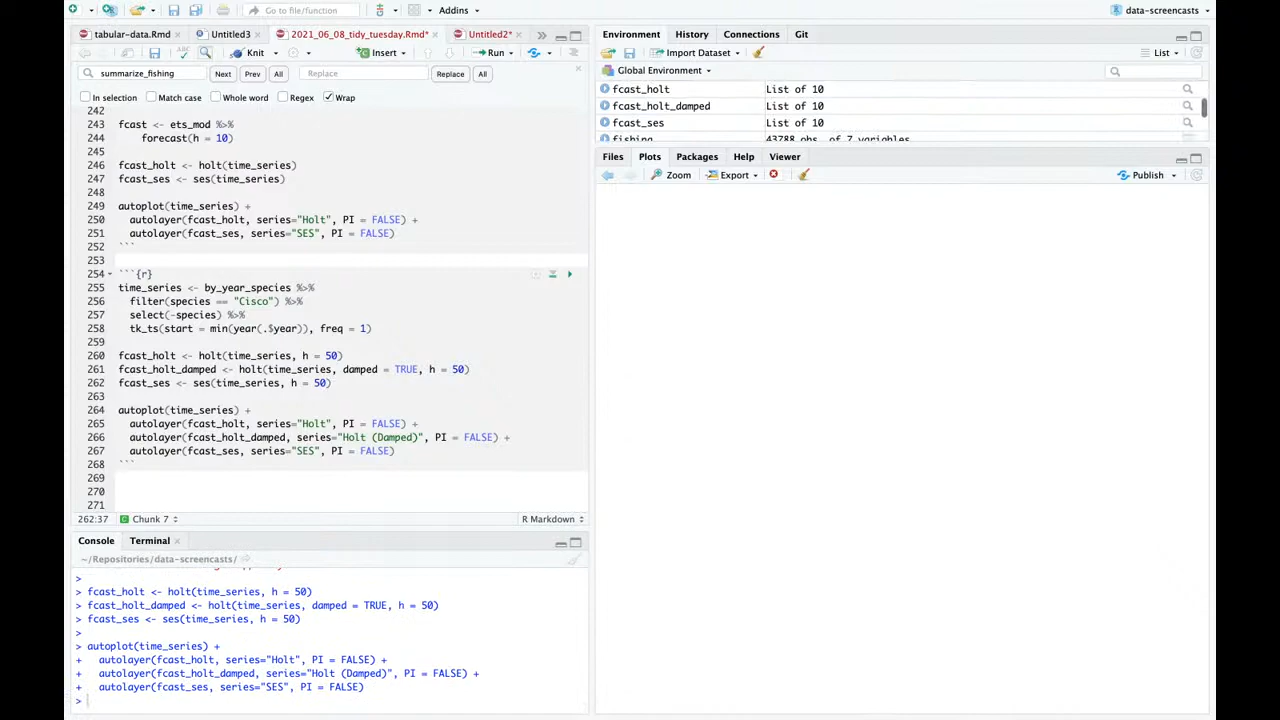 Go to file/function
Addins
data-screencasts
tabular-data.Rmd
Untitled3
2021_06_08_tidy_tuesday.Rmd*
Untitled2*
Knit
Insert
Run
summarize_fishing
Next
Prev
All
Replace
Replace
All
In selection
Match case
Whole word
Regex
Wrap
242
243 fcast <- ets_mod %>%
244 forecast(h = 10)
245
246 fcast_holt <- holt(time_series)
247 fcast_ses <- ses(time_series)
248
249 autoplot(time_series) +
250 autolayer(fcast_holt, series="Holt", PI = FALSE) +
251 autolayer(fcast_ses, series="SES", PI = FALSE)
252 ```
253
254 ```{r}
255 time_series <- by_year_species %>%
256 filter(species == "Cisco") %>%
257 select(-species) %>%
258 tk_ts(start = min(year(.$year)), freq = 1)
259
260 fcast_holt <- holt(time_series, h = 50)
261 fcast_holt_damped <- holt(time_series, damped = TRUE, h = 50)
262 fcast_ses <- ses(time_series, h = 50)
263
264 autoplot(time_series) +
265 autolayer(fcast_holt, series="Holt", PI = FALSE) +
266 autolayer(fcast_holt_damped, series="Holt (Damped)", PI = FALSE) +
267 autolayer(fcast_ses, series="SES", PI = FALSE)
268 ```
269
270
271
262:37
Chunk 7
R Markdown
Console
Terminal
~/Repositories/data-screencasts/
>
> fcast_holt <- holt(time_series, h = 50)
> fcast_holt_damped <- holt(time_series, damped = TRUE, h = 50)
> fcast_ses <- ses(time_series, h = 50)
>
> autoplot(time_series) +
+ autolayer(fcast_holt, series="Holt", PI = FALSE) +
+ autolayer(fcast_holt_damped, series="Holt (Damped)", PI = FALSE) +
+ autolayer(fcast_ses, series="SES", PI = FALSE)
>
Environment
History
Connections
Git
Import Dataset
List
Global Environment
fcast_holt List of 10
fcast_holt_damped List of 10
fcast_ses List of 10
fishing 43788 obs. of 7 variables
Files
Plots
Packages
Help
Viewer
Zoom
Export
Publish